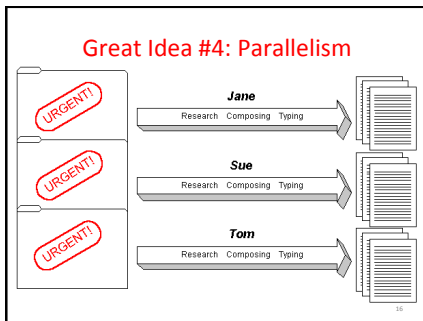 Great Idea #4: Parallelism
URGENT!
Jane
Research Composing Typing
URGENT!
Sue
Research Composing Typing
URGENT!
Tom
Research Composing Typing
16